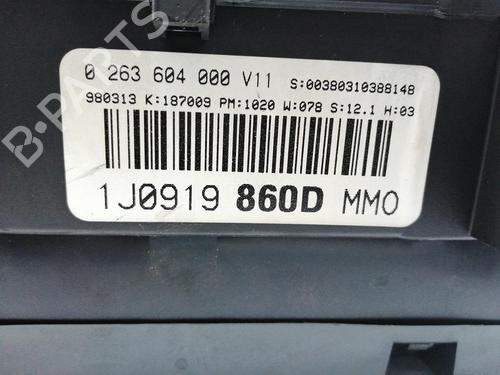 0 263 604 000 V11 S:00380310388148
980313 K:187009 PM:1020 W:078 S:12.1 H:03
1J0919 860D MMO
B-PARTS